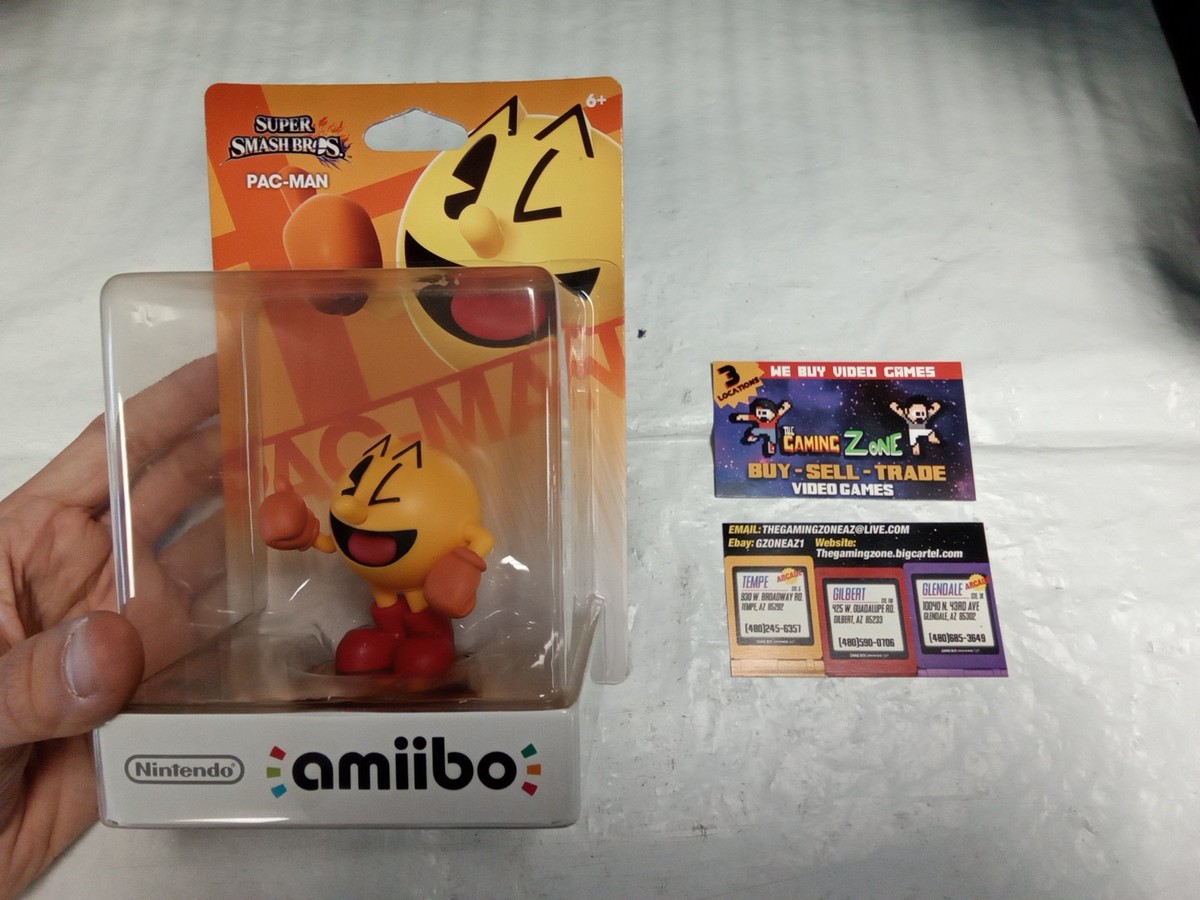 SUPER
SMASH BROS.
PAC-MAN
6+
PAC-MAN
Nintendo
amiibo
3
LOCATIONS
WE BUY VIDEO GAMES
THE
GAMING ZONE
BUY - SELL - TRADE
VIDEO GAMES
EMAIL: THEGAMINGZONEAZ@LIVE.COM
Ebay: GZONEAZ1 Website:
Thegamingzone.bigcartel.com
TEMPE
ARCADE
930 W. BROADWAY RD.
TEMPE, AZ 85282
(480)245-6357
GILBERT
425 W. GUADALUPE RD.
GILBERT, AZ 85233
(480)590-0706
GLENDALE
ARCADE
10040 N. 43RD AVE
GLENDALE, AZ 85302
(480)685-3649